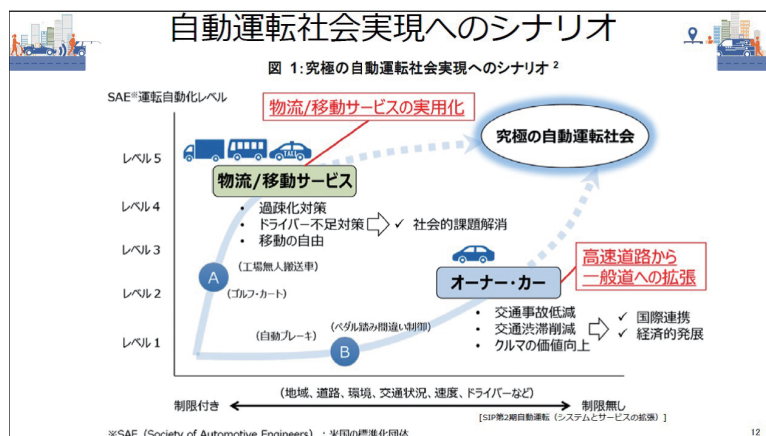 自動運転社会実現へのシナリオ
図 1:究極の自動運転社会実現へのシナリオ 2
SAE※運転自動化レベル
物流/移動サービスの実用化
究極の自動運転社会
レベル5
TAXI
物流/移動サービス
レベル4
• 過疎化対策
• ドライバー不足対策
• 移動の自由
✓ 社会的課題解消
レベル3
A
(工場無人搬送車)
高速道路から
一般道への拡張
オーナー・カー
レベル2
(ゴルフ・カート)
• 交通事故低減
• 交通渋滞削減
• クルマの価値向上
✓ 国際連携
✓ 経済的発展
レベル1
(自動ブレーキ)
(ペダル踏み間違い制御)
B
(地域、道路、環境、交通状況、速度、ドライバーなど)
制限付き
制限無し
[SIP第2期自動運転(システムとサービスの拡張)]
※SAE(Society of Automotive Engineers):米国の標準化団体
12